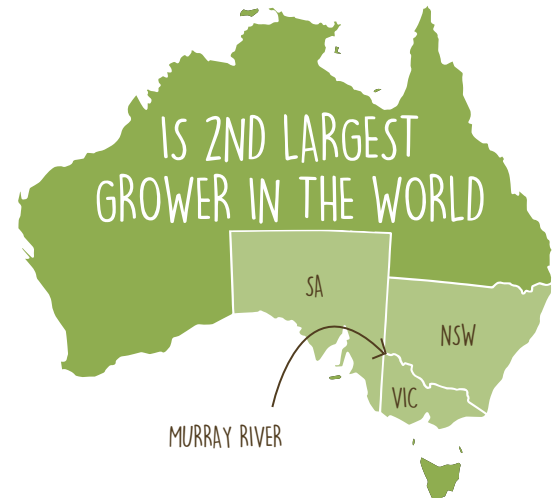 IS 2ND LARGEST
GROWER IN THE WORLD
SA
NSW
VIC
MURRAY RIVER